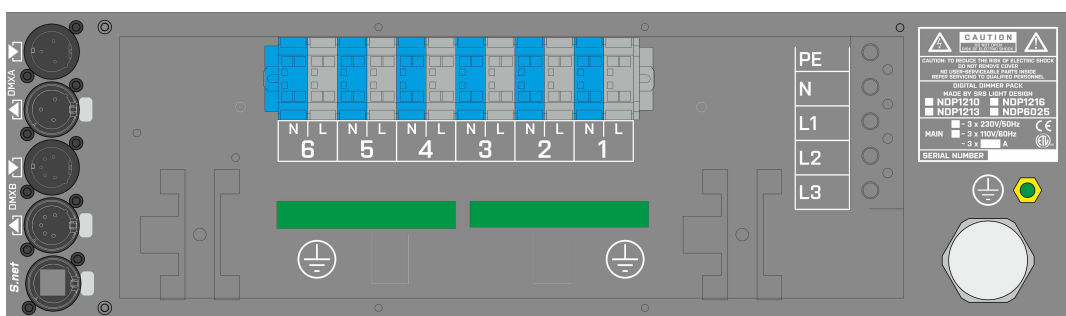 DMXA
DMXB
S.net
N L N L N L N L N L N L
6 5 4 3 2 1
PE
N
L1
L2
L3
CAUTION
DO NOT OPEN
RISK OF ELECTRIC SHOCK
CAUTION: TO REDUCE THE RISK OF ELECTRIC SHOCK
DO NOT REMOVE COVER
NO USER-SERVICEABLE PARTS INSIDE
REFER SERVICING TO QUALIFIED PERSONNEL
DIGITAL DIMMER PACK
MADE BY SRS LIGHT DESIGN
NDP1210 NDP1216
NDP1213 NDP6025
- 3 x 230V/50Hz
MAIN - 3 x 110V/60Hz
- 3 x A
CE
SERIAL NUMBER